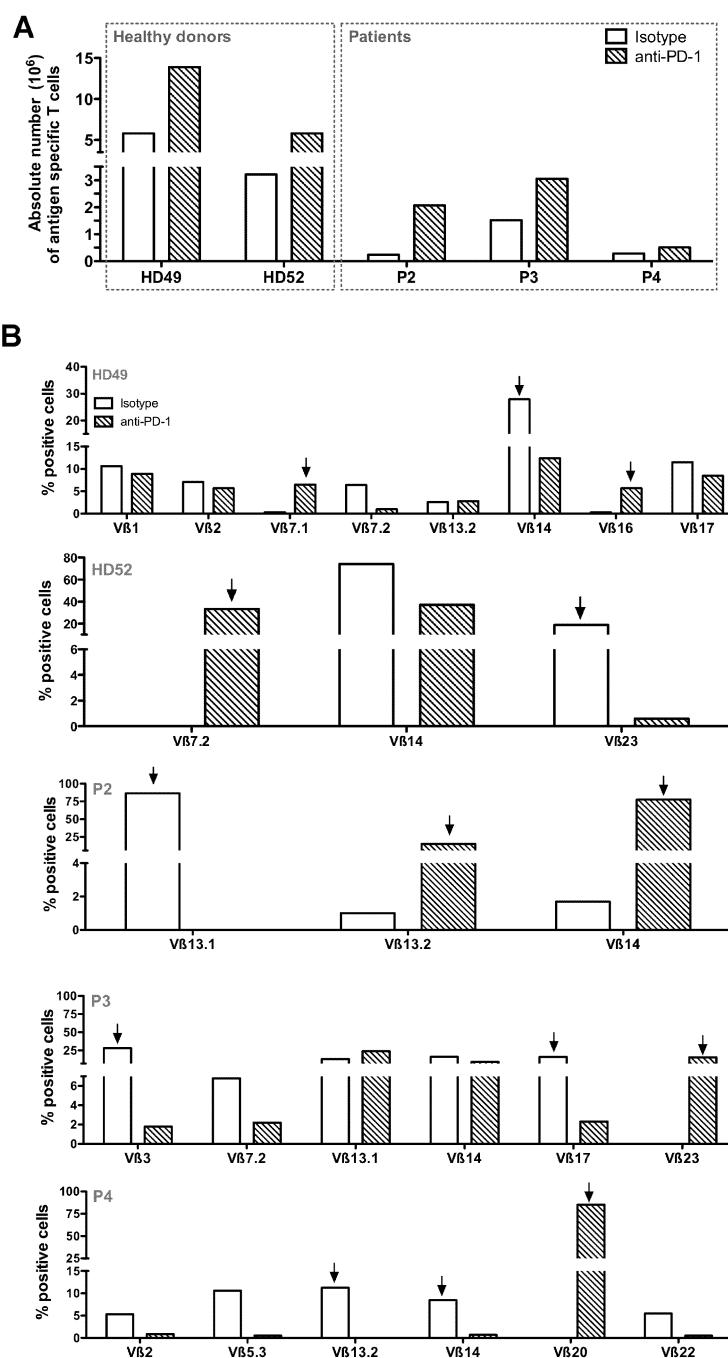 A
Healthy donors
Patients
Isotype
anti-PD-1
Absolute number (10⁶)
of antigen specific T cells
15
10
5
3
2
1
0
HD49
HD52
P2
P3
P4
B
HD49
Isotype
anti-PD-1
% positive cells
40
30
20
15
10
5
0
Vß1
Vß2
Vß7.1
Vß7.2
Vß13.2
Vß14
Vß16
Vß17
HD52
% positive cells
80
60
40
20
6
4
2
0
Vß7.2
Vß14
Vß23
P2
% positive cells
100
75
50
25
4
2
0
Vß13.1
Vß13.2
Vß14
P3
% positive cells
100
75
50
25
6
4
2
0
Vß3
Vß7.2
Vß13.1
Vß14
Vß17
Vß23
P4
% positive cells
100
75
50
25
15
10
5
0
Vß2
Vß5.3
Vß13.2
Vß14
Vß20
Vß22